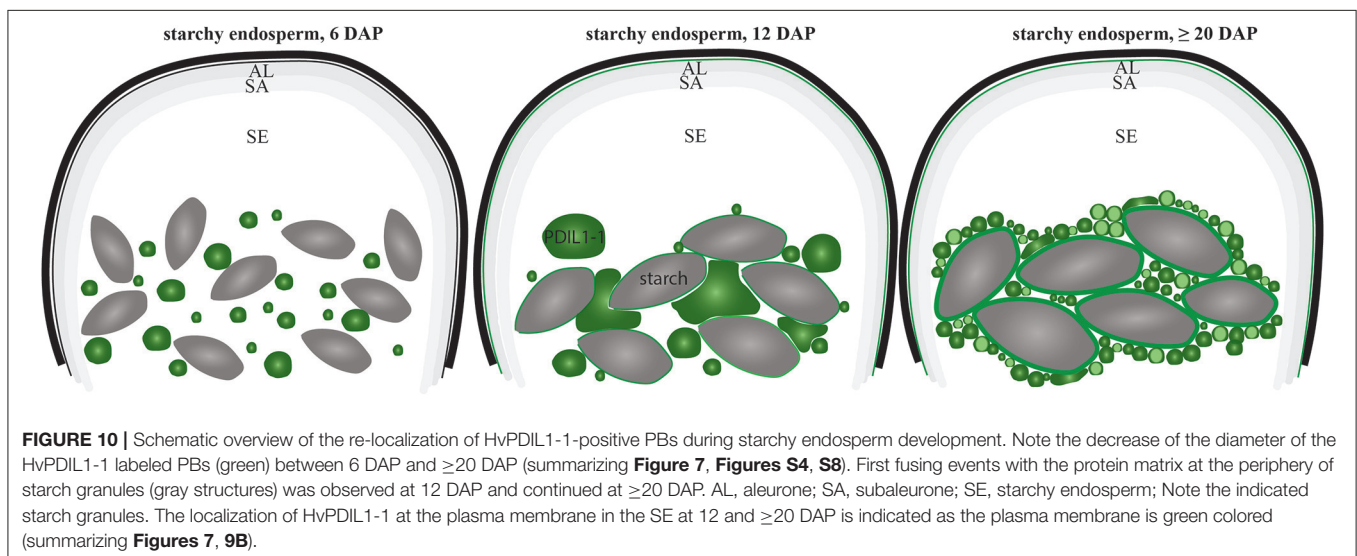 starchy endosperm, 6 DAP
AL
SA
SE
starchy endosperm, 12 DAP
AL
SA
SE
PDIL1-1
starch
starchy endosperm, ≥ 20 DAP
AL
SA
SE
FIGURE 10 | Schematic overview of the re-localization of HvPDIL1-1-positive PBs during starchy endosperm development. Note the decrease of the diameter of the
HvPDIL1-1 labeled PBs (green) between 6 DAP and ≥20 DAP (summarizing Figure 7, Figures S4, S8). First fusing events with the protein matrix at the periphery of
starch granules (gray structures) was observed at 12 DAP and continued at ≥20 DAP. AL, aleurone; SA, subaleurone; SE, starchy endosperm; Note the indicated
starch granules. The localization of HvPDIL1-1 at the plasma membrane in the SE at 12 and ≥20 DAP is indicated as the plasma membrane is green colored
(summarizing Figures 7, 9B).